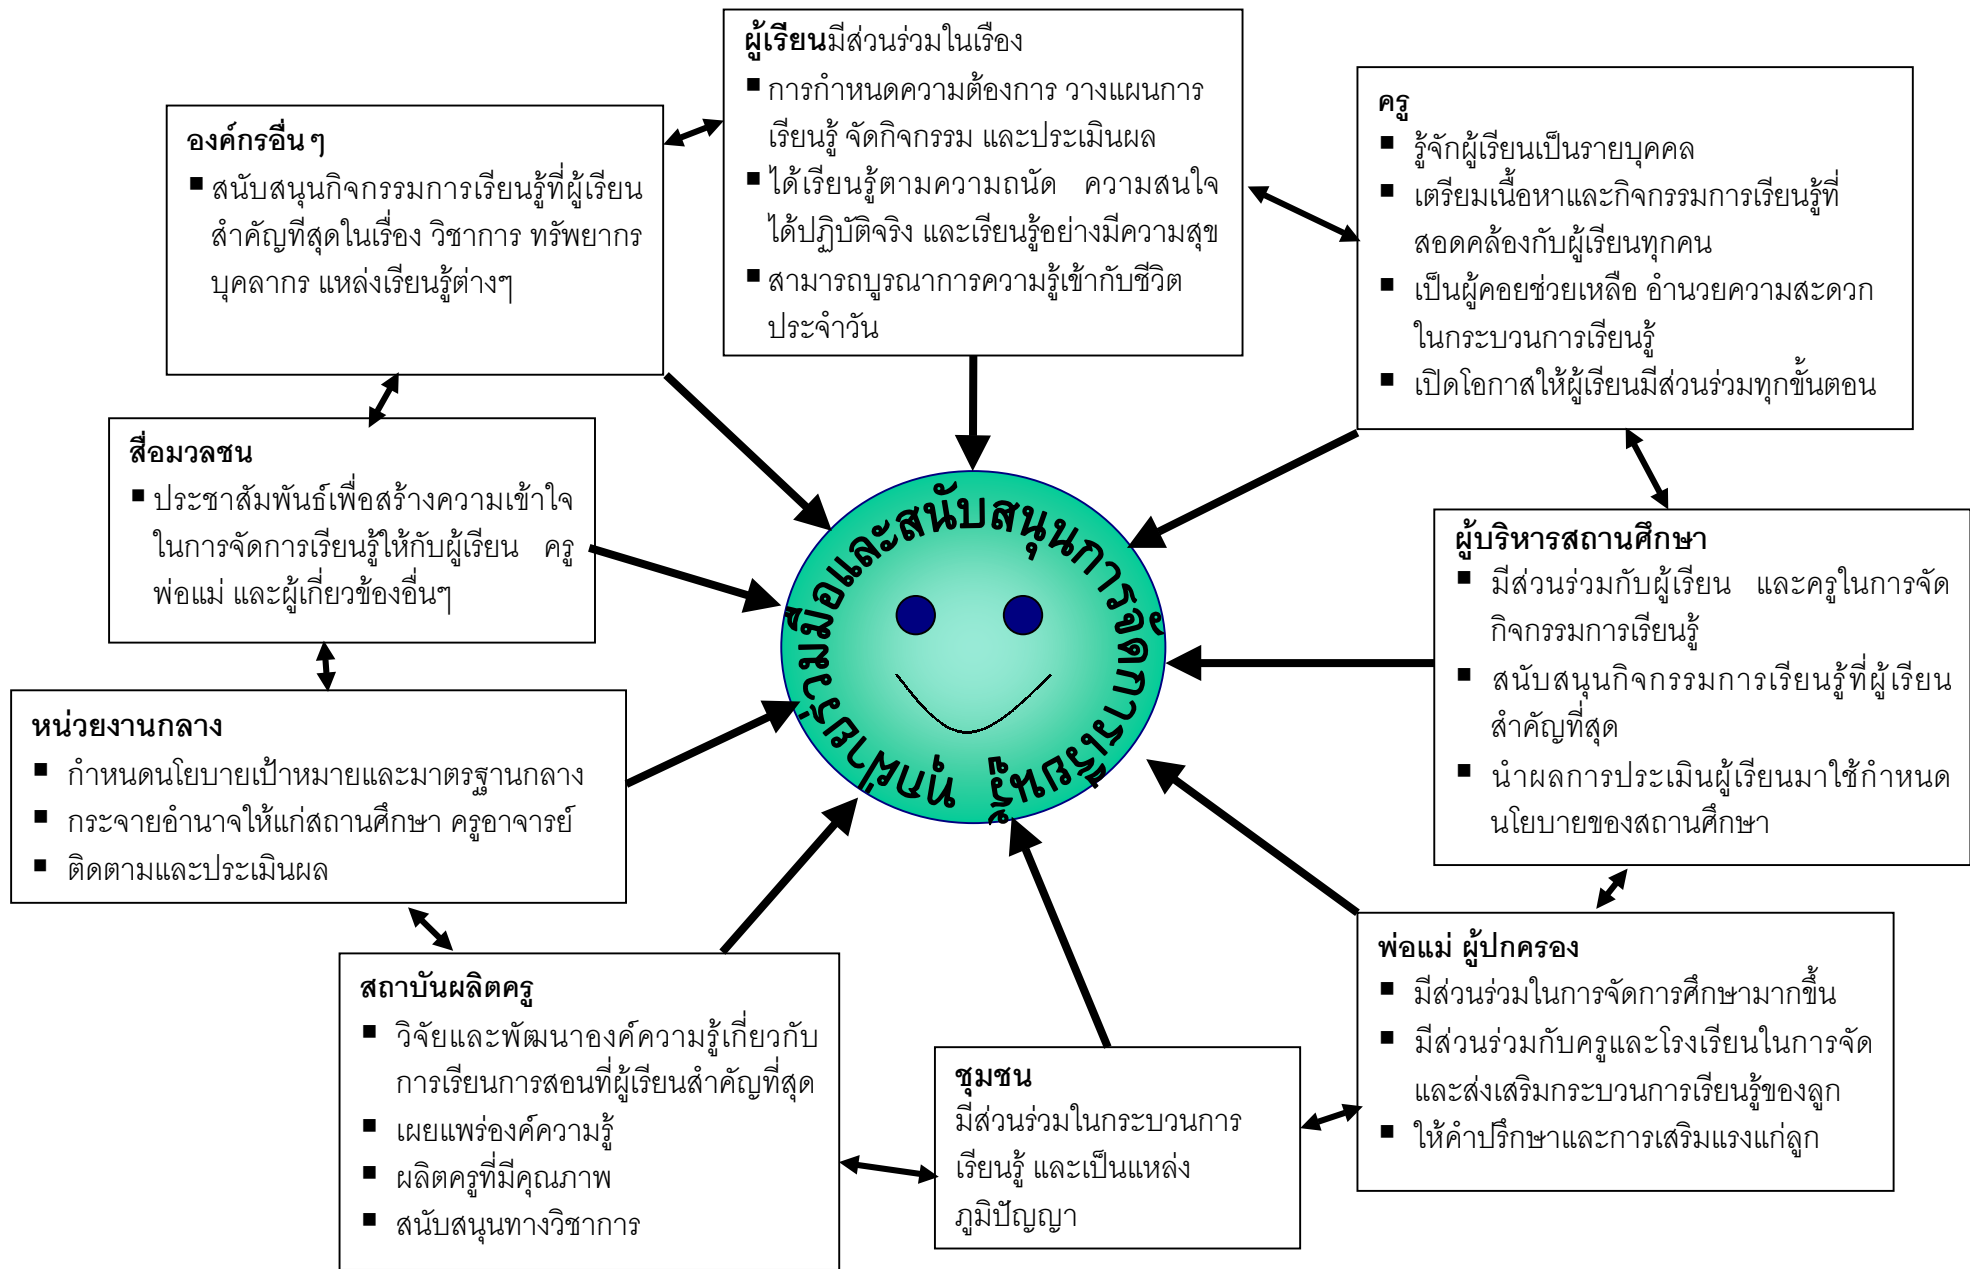 ผู้เรียนมีส่วนร่วมในเรือง
▪ การกำหนดความต้องการ วางแผนการ
เรียนรู้ จัดกิจกรรม และประเมินผล
▪ ได้เรียนรู้ตามความถนัด ความสนใจ
ได้ปฏิบัติจริง และเรียนรู้อย่างมีความสุข
▪ สามารถบูรณาการความรู้เข้ากับชีวิต
ประจำวัน
ครู
▪ รู้จักผู้เรียนเป็นรายบุคคล
▪ เตรียมเนื้อหาและกิจกรรมการเรียนรู้ที่
สอดคล้องกับผู้เรียนทุกคน
▪ เป็นผู้คอยช่วยเหลือ อำนวยความสะดวก
ในกระบวนการเรียนรู้
▪ เปิดโอกาสให้ผู้เรียนมีส่วนร่วมทุกขั้นตอน
ผู้บริหารสถานศึกษา
▪ มีส่วนร่วมกับผู้เรียน และครูในการจัด
กิจกรรมการเรียนรู้
▪ สนับสนุนกิจกรรมการเรียนรู้ที่ผู้เรียน
สำคัญที่สุด
▪ นำผลการประเมินผู้เรียนมาใช้กำหนด
นโยบายของสถานศึกษา
พ่อแม่ ผู้ปกครอง
▪ มีส่วนร่วมในการจัดการศึกษามากขึ้น
▪ มีส่วนร่วมกับครูและโรงเรียนในการจัด
และส่งเสริมกระบวนการเรียนรู้ของลูก
▪ ให้คำปรึกษาและการเสริมแรงแก่ลูก
ชุมชน
มีส่วนร่วมในกระบวนการ
เรียนรู้ และเป็นแหล่ง
ภูมิปัญญา
สถาบันผลิตครู
▪ วิจัยและพัฒนาองค์ความรู้เกี่ยวกับ
การเรียนการสอนที่ผู้เรียนสำคัญที่สุด
▪ เผยแพร่องค์ความรู้
▪ ผลิตครูที่มีคุณภาพ
▪ สนับสนุนทางวิชาการ
หน่วยงานกลาง
▪ กำหนดนโยบายเป้าหมายและมาตรฐานกลาง
▪ กระจายอำนาจให้แก่สถานศึกษา ครูอาจารย์
▪ ติดตามและประเมินผล
สื่อมวลชน
▪ ประชาสัมพันธ์เพื่อสร้างความเข้าใจ
ในการจัดการเรียนรู้ให้กับผู้เรียน ครู
พ่อแม่ และผู้เกี่ยวข้องอื่นๆ
องค์กรอื่น ๆ
▪ สนับสนุนกิจกรรมการเรียนรู้ที่ผู้เรียน
สำคัญที่สุดในเรื่อง วิชาการ ทรัพยากร
บุคลากร แหล่งเรียนรู้ต่างๆ
ทุกฝ่ายร่วมมือและสนับสนุนการจัดการเรียนรู้